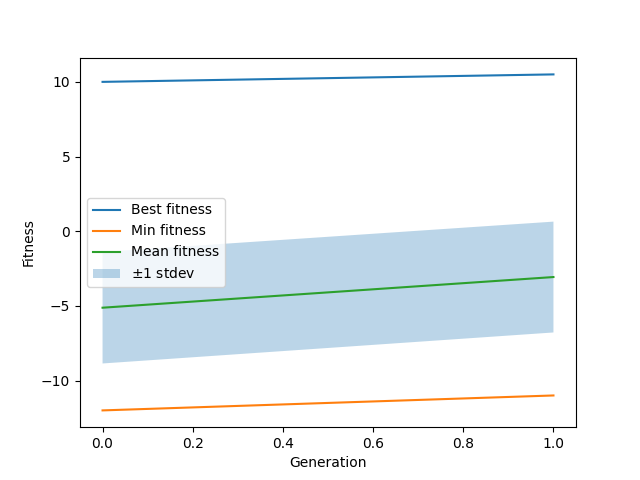 10
5
0
−5
−10
Fitness
Best fitness
Min fitness
Mean fitness
±1 stdev
0.0 0.2 0.4 0.6 0.8 1.0
Generation